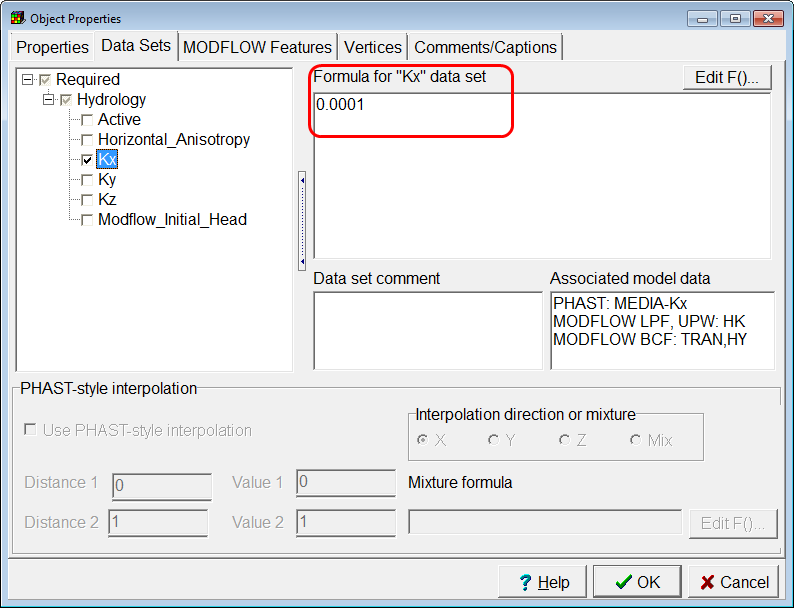 Object Properties
Properties Data Sets MODFLOW Features Vertices Comments/Captions
Required
Hydrology
Active
Horizontal_Anisotropy
Kx
Ky
Kz
Modflow_Initial_Head
Formula for "Kx" data set
Edit F()...
0.0001
Data set comment
Associated model data
PHAST: MEDIA-Kx
MODFLOW LPF, UPW: HK
MODFLOW BCF: TRAN,HY
PHAST-style interpolation
Use PHAST-style interpolation
Interpolation direction or mixture
X Y Z Mix
Distance 1 0 Value 1 0 Mixture formula
Distance 2 1 Value 2 1 Edit F()...
? Help OK Cancel